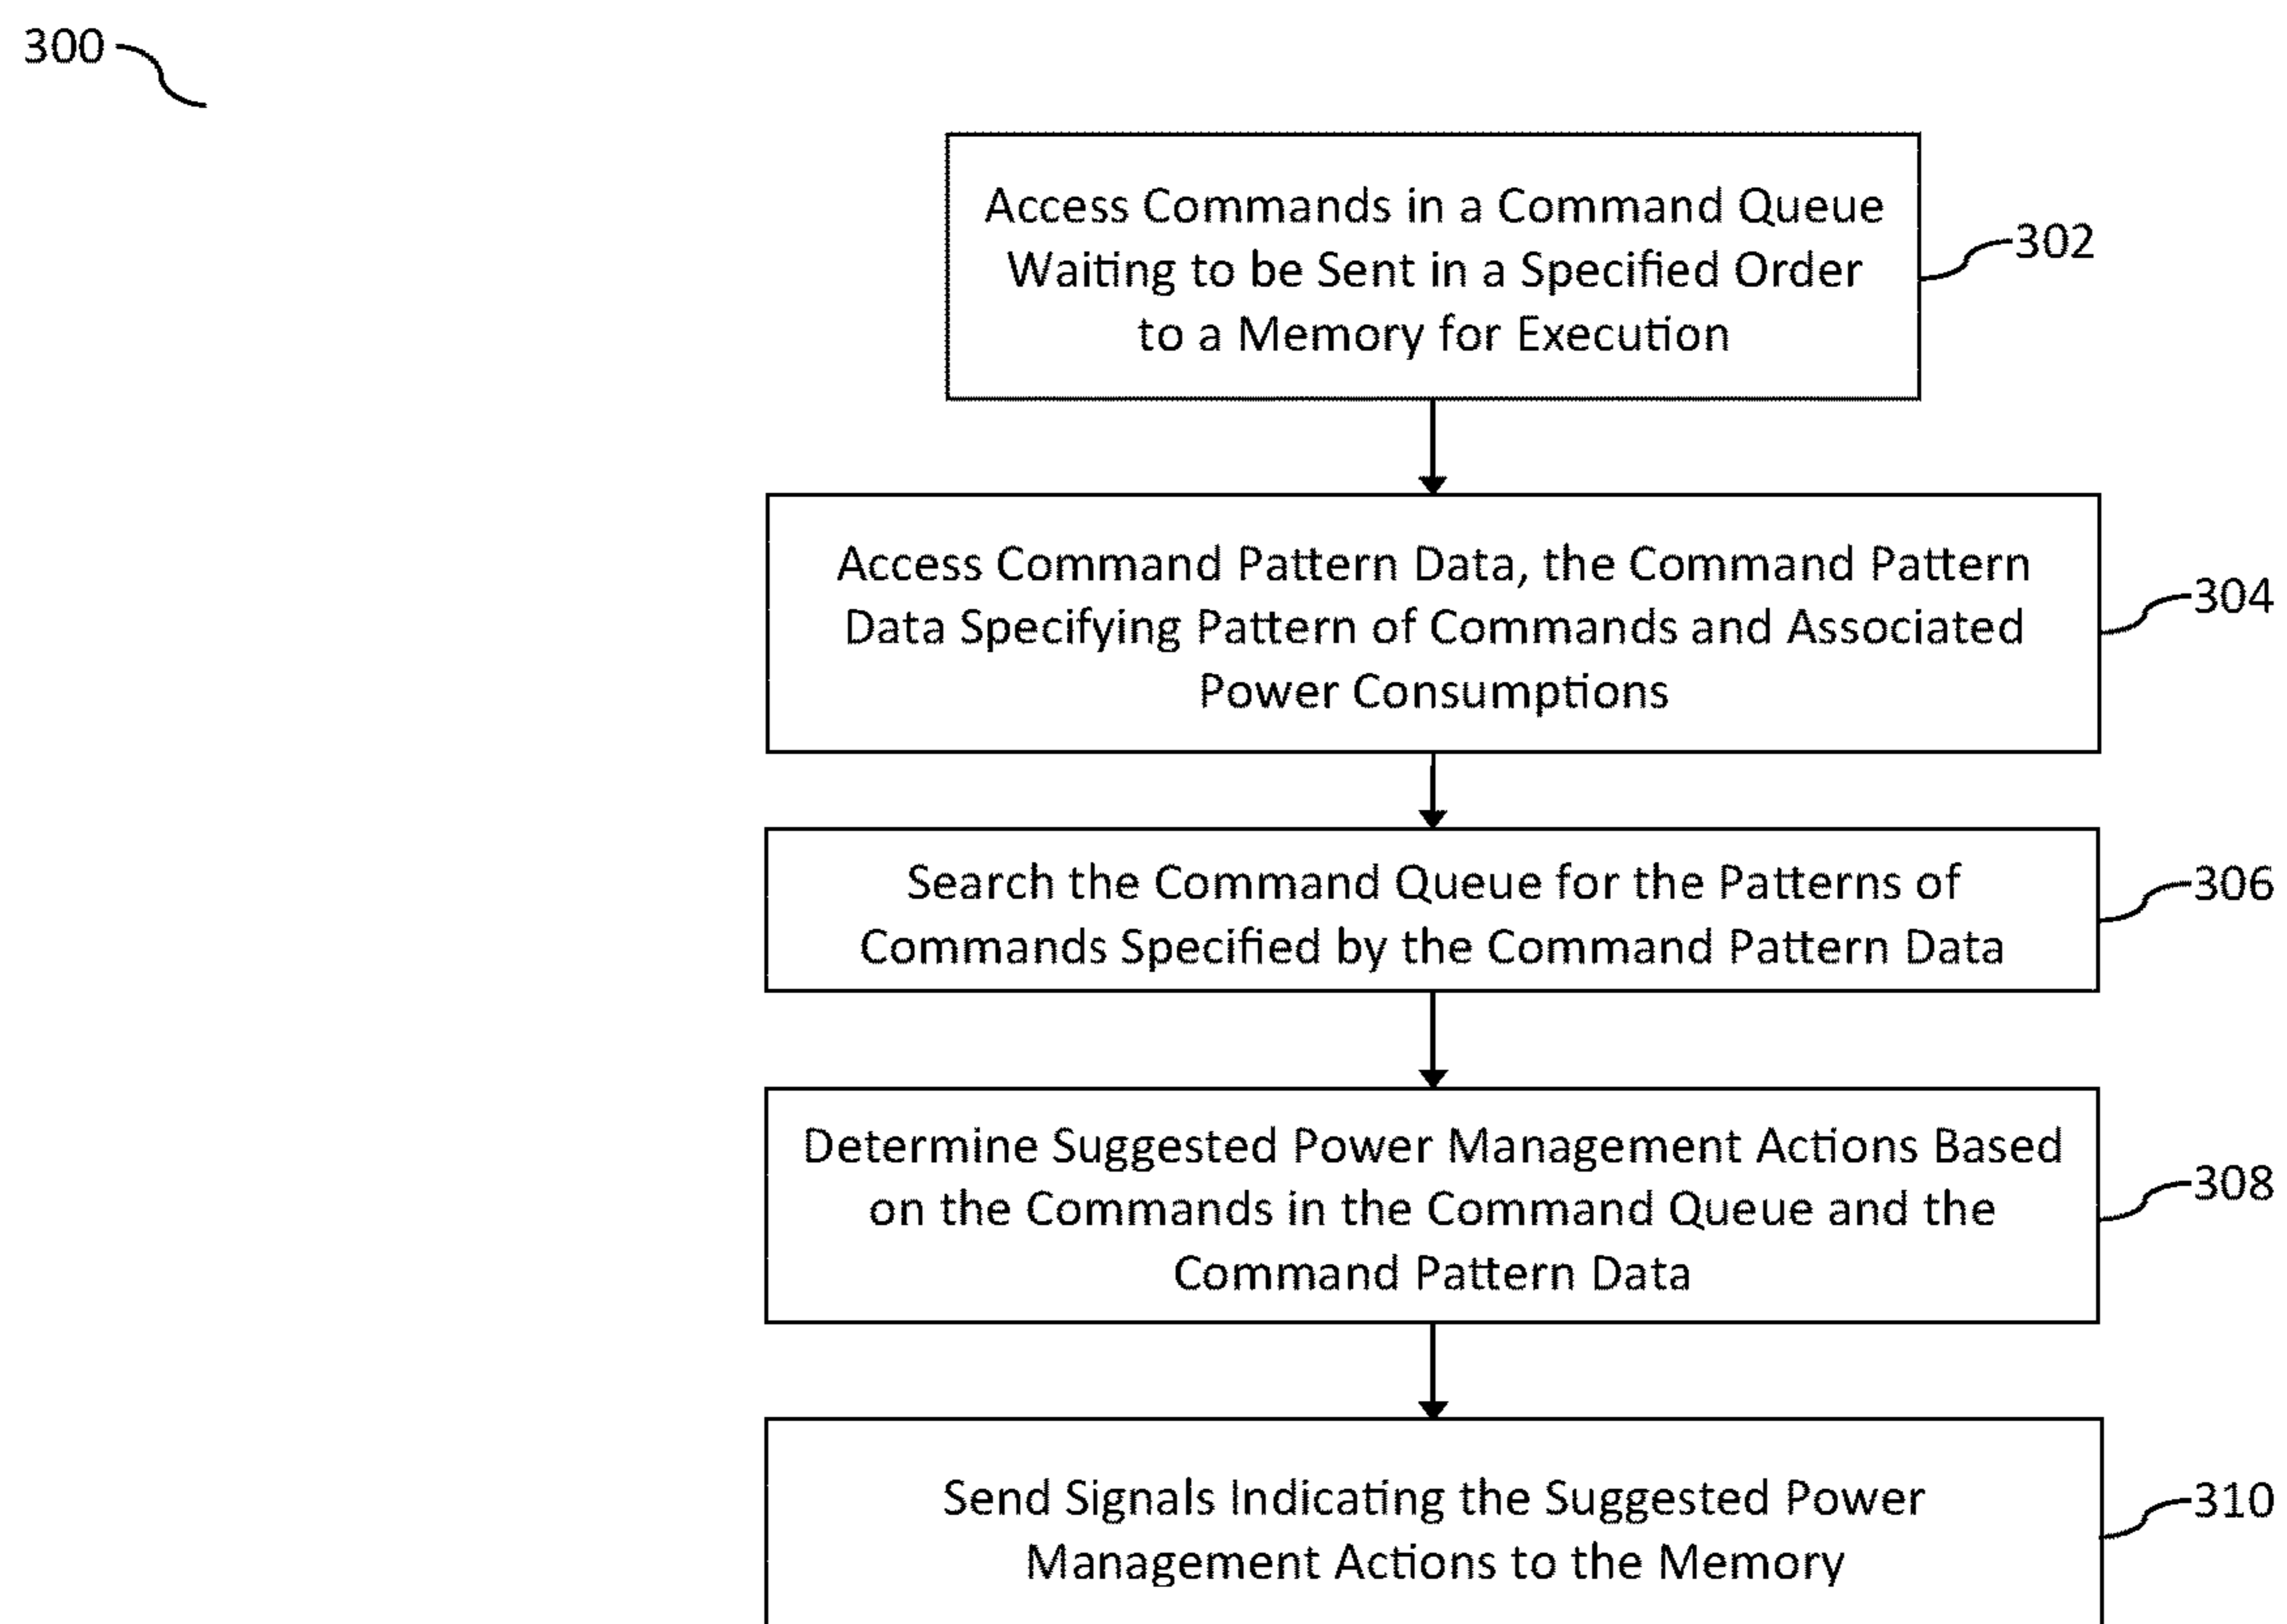 300
Access Commands in a Command Queue
Waiting to be Sent in a Specified Order
to a Memory for Execution
302
Access Command Pattern Data, the Command Pattern
Data Specifying Pattern of Commands and Associated
Power Consumptions
304
Search the Command Queue for the Patterns of
Commands Specified by the Command Pattern Data
306
Determine Suggested Power Management Actions Based
on the Commands in the Command Queue and the
Command Pattern Data
308
Send Signals Indicating the Suggested Power
Management Actions to the Memory
310